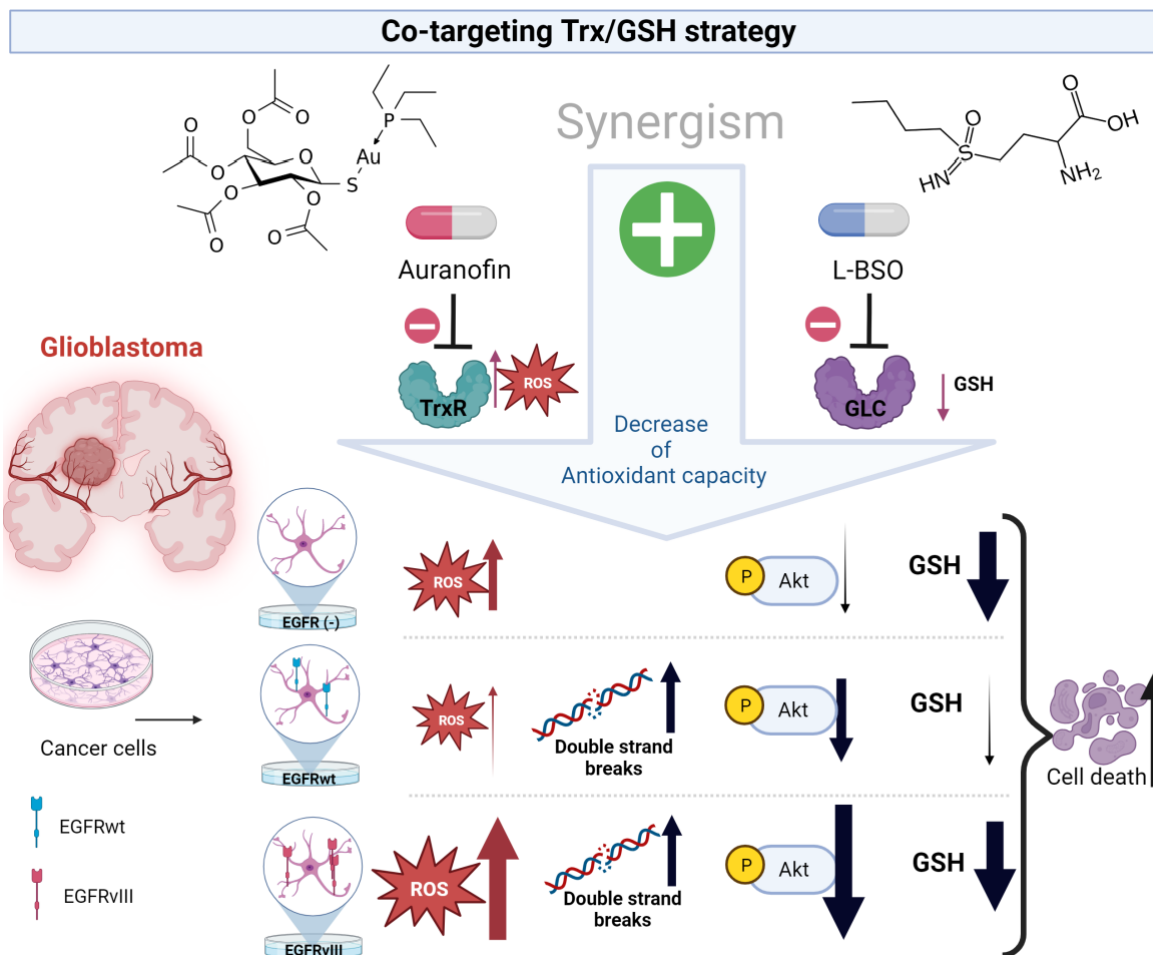 Co-targeting Trx/GSH strategy
Synergism
O
O
O
O
O
O
O
O
O
S
Au
P
O
S
HN
O
OH
NH2
Auranofin
L-BSO
TrxR
ROS
GLC
GSH
Decrease
of
Antioxidant capacity
Glioblastoma
EGFR (-)
ROS
P
Akt
GSH
Cancer cells
EGFRwt
ROS
Double strand
breaks
P
Akt
GSH
Cell death
EGFRwt
EGFRvIII
EGFRvIII
ROS
Double strand
breaks
P
Akt
GSH